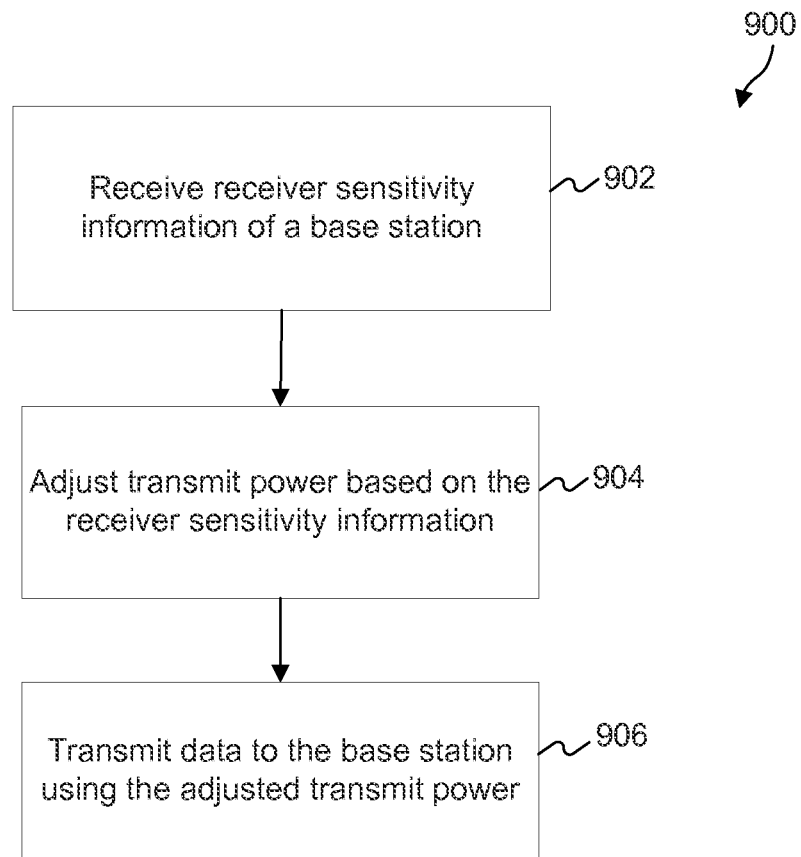 900
Receive receiver sensitivity
information of a base station
902
Adjust transmit power based on the
receiver sensitivity information
904
Transmit data to the base station
using the adjusted transmit power
906